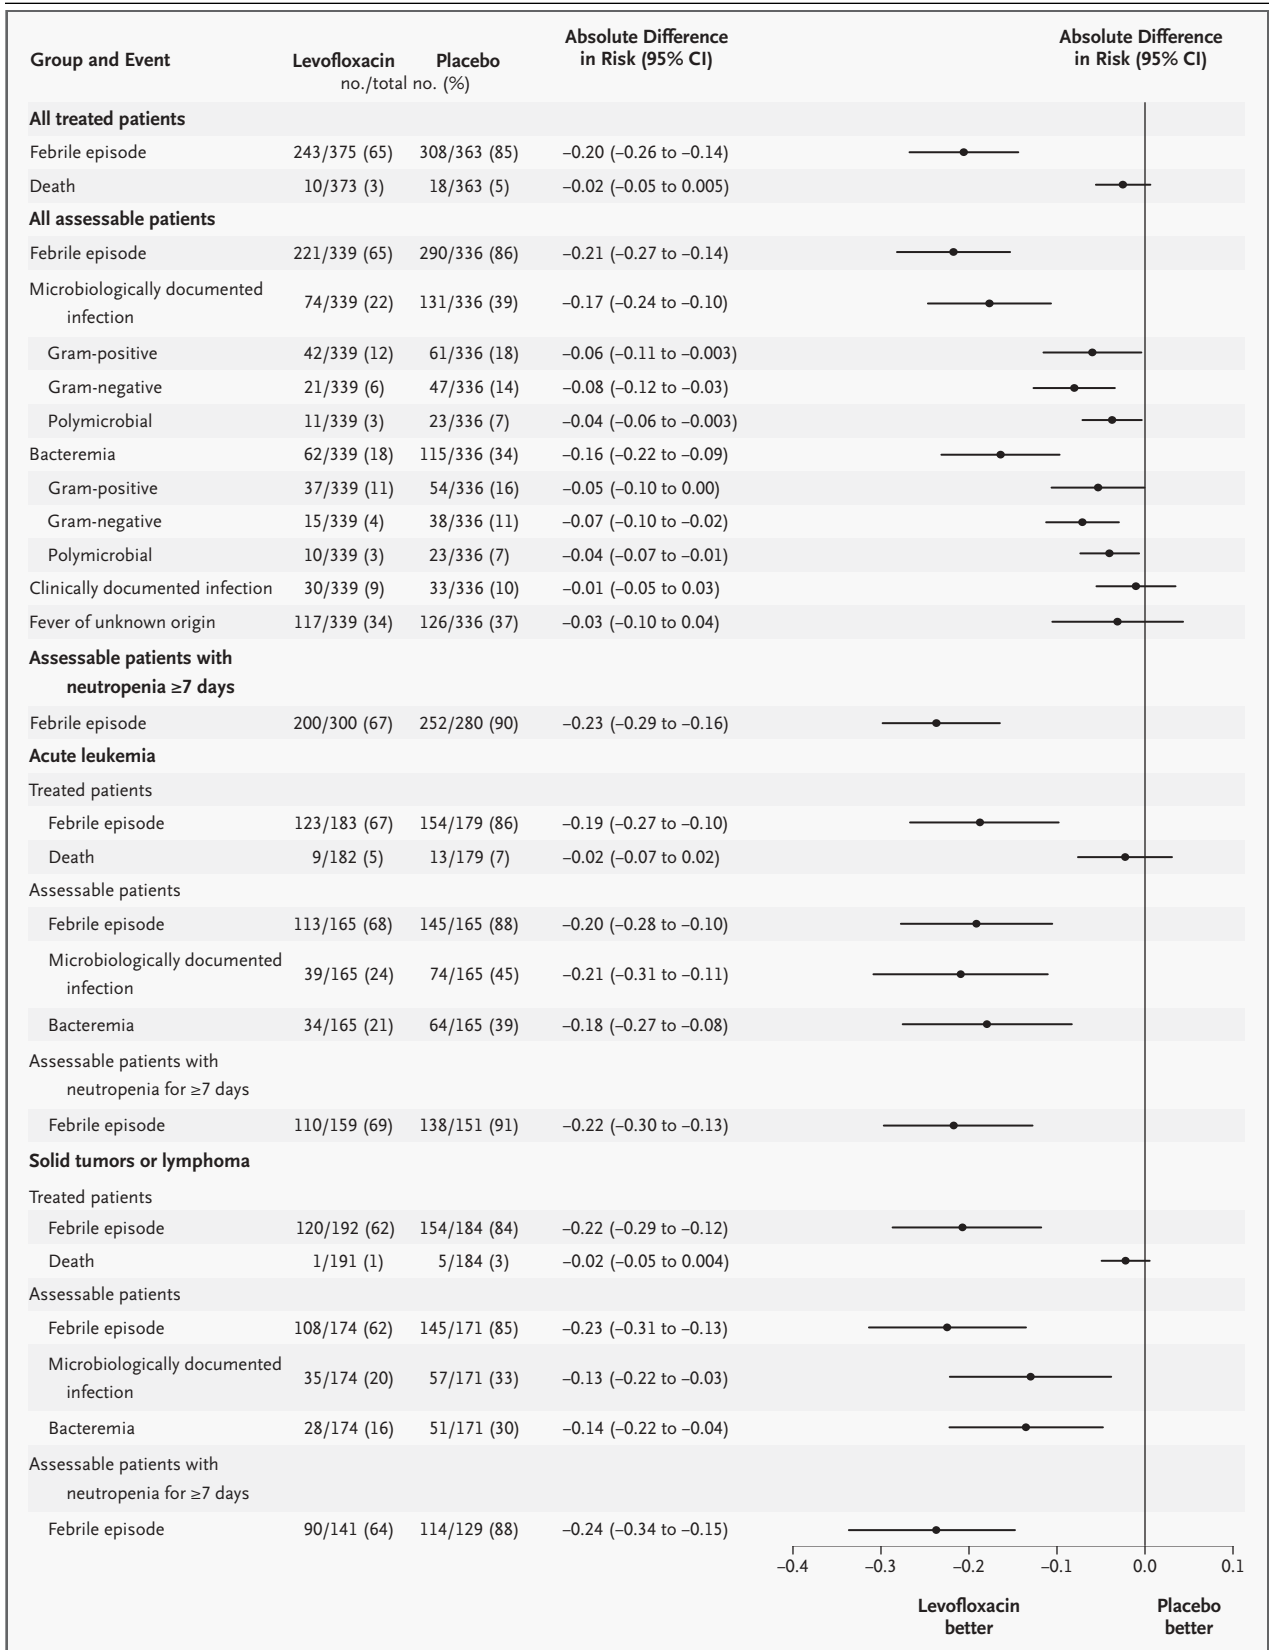 Group and Event Levofloxacin Placebo Absolute Difference in Risk (95% CI) Absolute Difference in Risk (95% CI)
no./total no. (%)
All treated patients
Febrile episode 243/375 (65) 308/363 (85) –0.20 (–0.26 to –0.14)
Death 10/373 (3) 18/363 (5) –0.02 (–0.05 to 0.005)
All assessable patients
Febrile episode 221/339 (65) 290/336 (86) –0.21 (–0.27 to –0.14)
Microbiologically documented
infection 74/339 (22) 131/336 (39) –0.17 (–0.24 to –0.10)
Gram-positive 42/339 (12) 61/336 (18) –0.06 (–0.11 to –0.003)
Gram-negative 21/339 (6) 47/336 (14) –0.08 (–0.12 to –0.03)
Polymicrobial 11/339 (3) 23/336 (7) –0.04 (–0.06 to –0.003)
Bacteremia 62/339 (18) 115/336 (34) –0.16 (–0.22 to –0.09)
Gram-positive 37/339 (11) 54/336 (16) –0.05 (–0.10 to 0.00)
Gram-negative 15/339 (4) 38/336 (11) –0.07 (–0.10 to –0.02)
Polymicrobial 10/339 (3) 23/336 (7) –0.04 (–0.07 to –0.01)
Clinically documented infection 30/339 (9) 33/336 (10) –0.01 (–0.05 to 0.03)
Fever of unknown origin 117/339 (34) 126/336 (37) –0.03 (–0.10 to 0.04)
Assessable patients with
neutropenia ≥7 days
Febrile episode 200/300 (67) 252/280 (90) –0.23 (–0.29 to –0.16)
Acute leukemia
Treated patients
Febrile episode 123/183 (67) 154/179 (86) –0.19 (–0.27 to –0.10)
Death 9/182 (5) 13/179 (7) –0.02 (–0.07 to 0.02)
Assessable patients
Febrile episode 113/165 (68) 145/165 (88) –0.20 (–0.28 to –0.10)
Microbiologically documented
infection 39/165 (24) 74/165 (45) –0.21 (–0.31 to –0.11)
Bacteremia 34/165 (21) 64/165 (39) –0.18 (–0.27 to –0.08)
Assessable patients with
neutropenia for ≥7 days
Febrile episode 110/159 (69) 138/151 (91) –0.22 (–0.30 to –0.13)
Solid tumors or lymphoma
Treated patients
Febrile episode 120/192 (62) 154/184 (84) –0.22 (–0.29 to –0.12)
Death 1/191 (1) 5/184 (3) –0.02 (–0.05 to 0.004)
Assessable patients
Febrile episode 108/174 (62) 145/171 (85) –0.23 (–0.31 to –0.13)
Microbiologically documented
infection 35/174 (20) 57/171 (33) –0.13 (–0.22 to –0.03)
Bacteremia 28/174 (16) 51/171 (30) –0.14 (–0.22 to –0.04)
Assessable patients with
neutropenia for ≥7 days
Febrile episode 90/141 (64) 114/129 (88) –0.24 (–0.34 to –0.15)
–0.4 –0.3 –0.2 –0.1 0.0 0.1
Levofloxacin better Placebo better